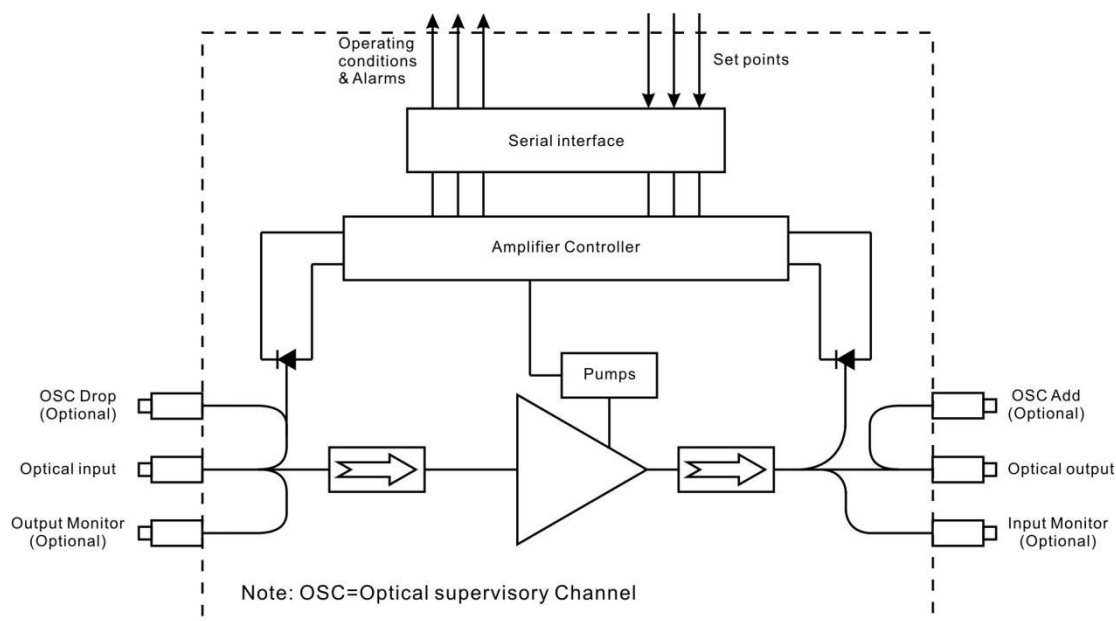 Operating
conditions
& Alarms
Set points
Serial interface
Amplifier Controller
Pumps
OSC Drop
(Optional)
OSC Add
(Optional)
Optical input
Optical output
Output Monitor
(Optional)
Input Monitor
(Optional)
Note: OSC=Optical supervisory Channel